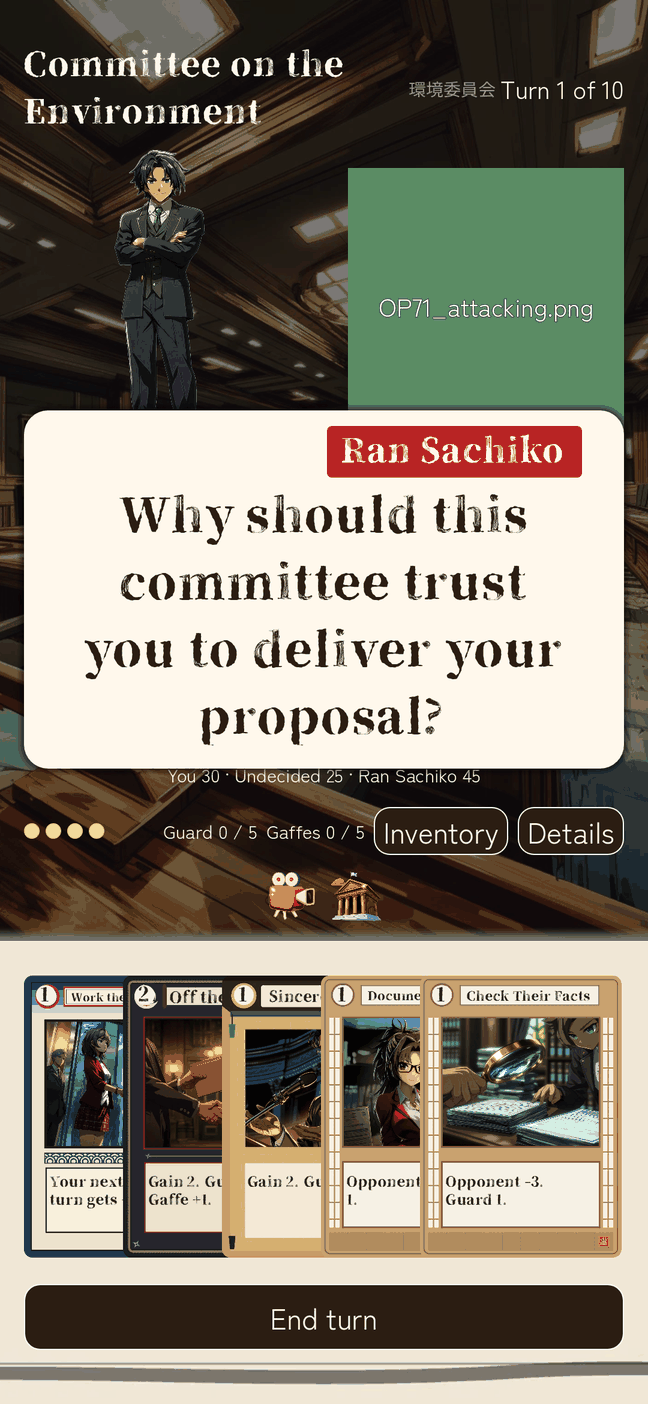 Committee on the
Environment
環境委員会 Turn 1 of 10
OP71_attacking.png
Ran Sachiko
Why should this
committee trust
you to deliver your
proposal?
You 30 · Undecided 25 · Ran Sachiko 45
Guard 0 / 5 Gaffes 0 / 5 Inventory Details
1 Work the
Your next
turn gets
2 Off the
Gain 2. Gu
Gaffe +1.
1 Sincer
Gain 2. Gu
1 Docume
Opponent
1.
1 Check Their Facts
Opponent -3.
Guard 1.
End turn